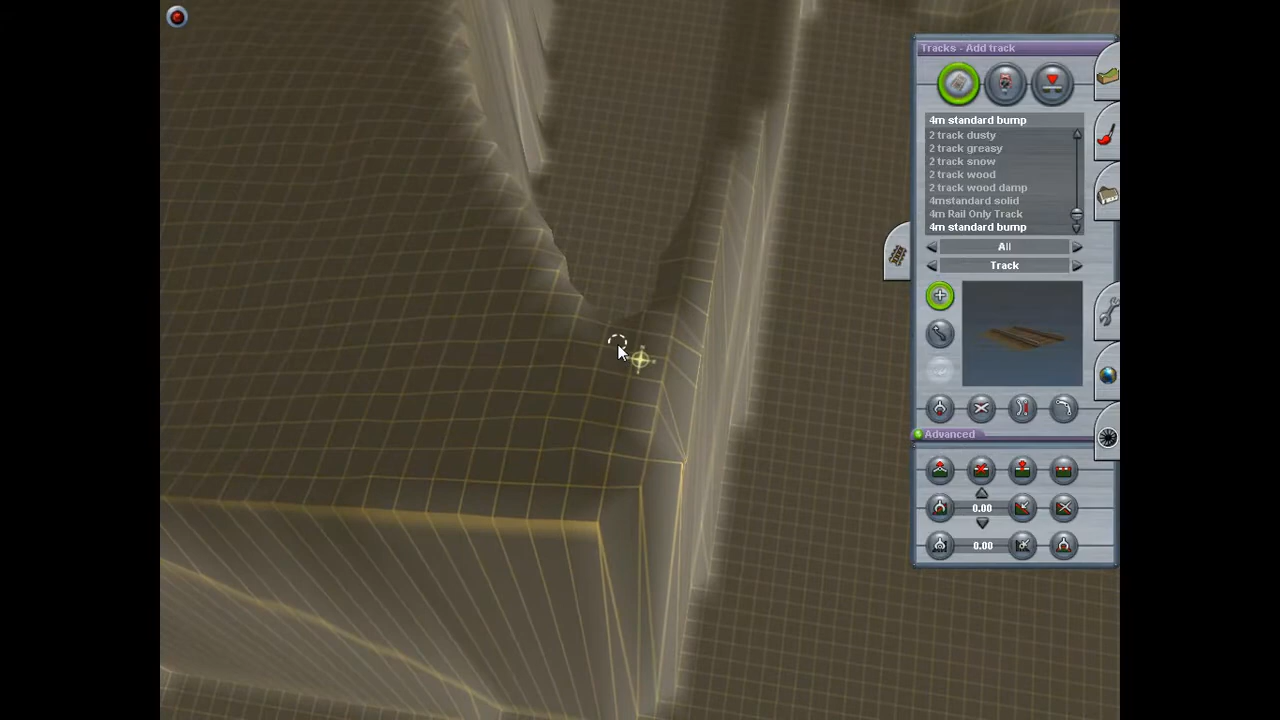 Tracks - Add track
4m standard bump
2 track dusty
2 track greasy
2 track snow
2 track wood
2 track wood damp
4mstandard solid
4m Rail Only Track
4m standard bump
All
Track
Advanced
0.00
0.00